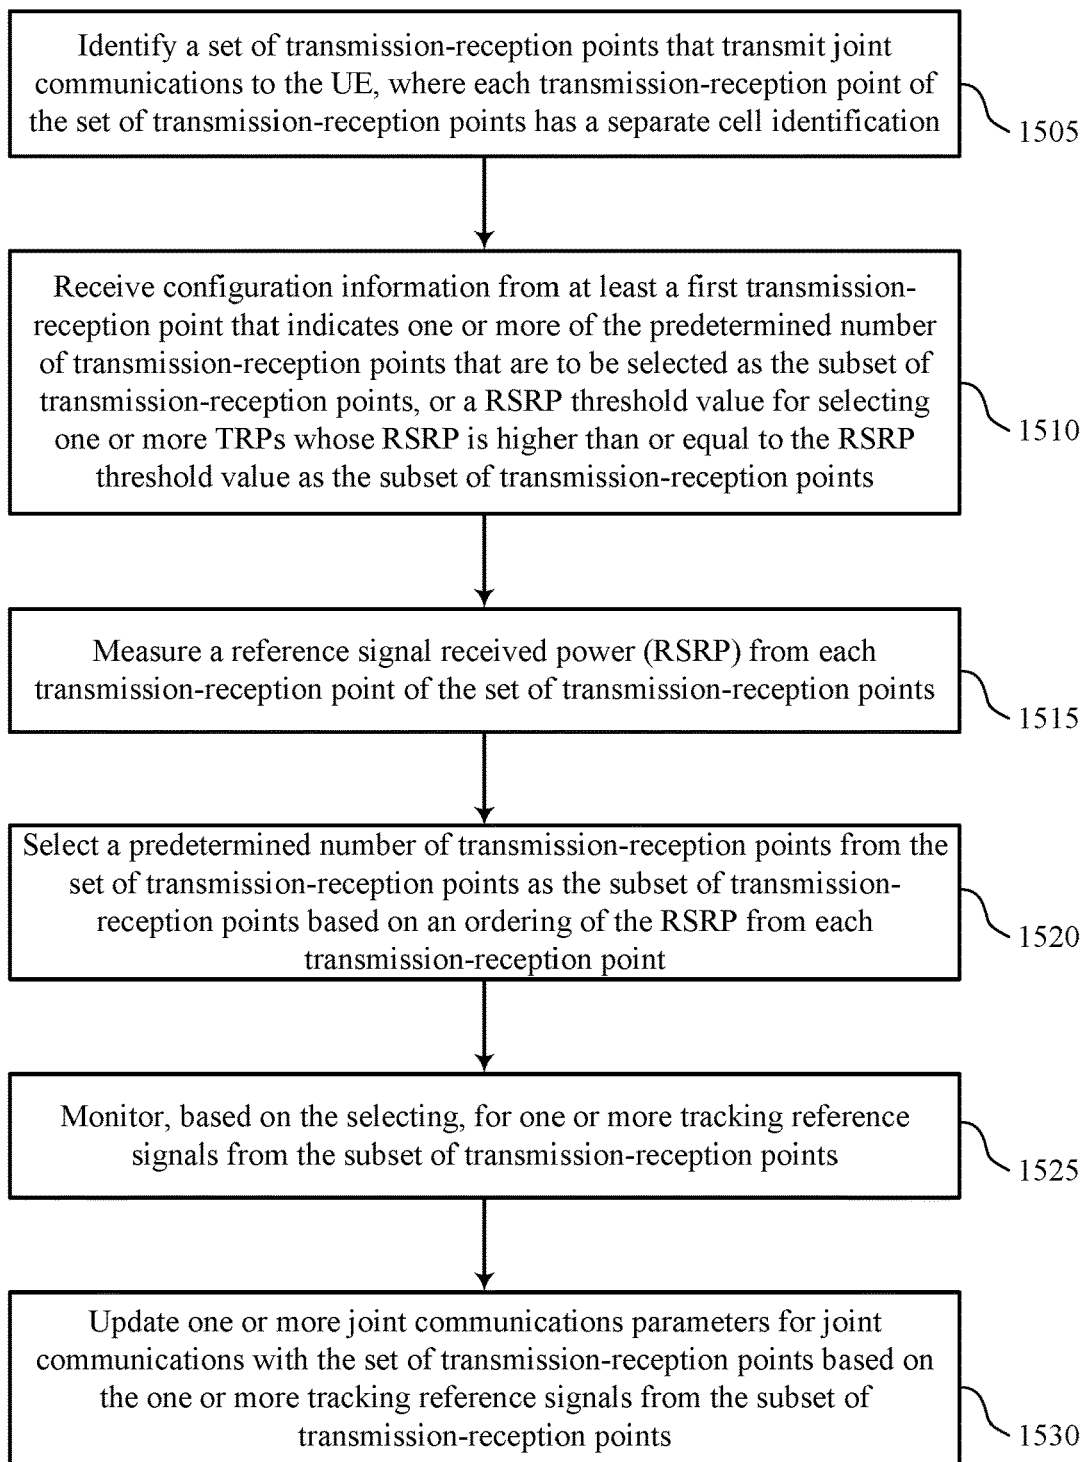 Identify a set of transmission-reception points that transmit joint
communications to the UE, where each transmission-reception point of
the set of transmission-reception points has a separate cell identification
1505
Receive configuration information from at least a first transmission-
reception point that indicates one or more of the predetermined number
of transmission-reception points that are to be selected as the subset of
transmission-reception points, or a RSRP threshold value for selecting
one or more TRPs whose RSRP is higher than or equal to the RSRP
threshold value as the subset of transmission-reception points
1510
Measure a reference signal received power (RSRP) from each
transmission-reception point of the set of transmission-reception points
1515
Select a predetermined number of transmission-reception points from the
set of transmission-reception points as the subset of transmission-
reception points based on an ordering of the RSRP from each
transmission-reception point
1520
Monitor, based on the selecting, for one or more tracking reference
signals from the subset of transmission-reception points
1525
Update one or more joint communications parameters for joint
communications with the set of transmission-reception points based on
the one or more tracking reference signals from the subset of
transmission-reception points
1530